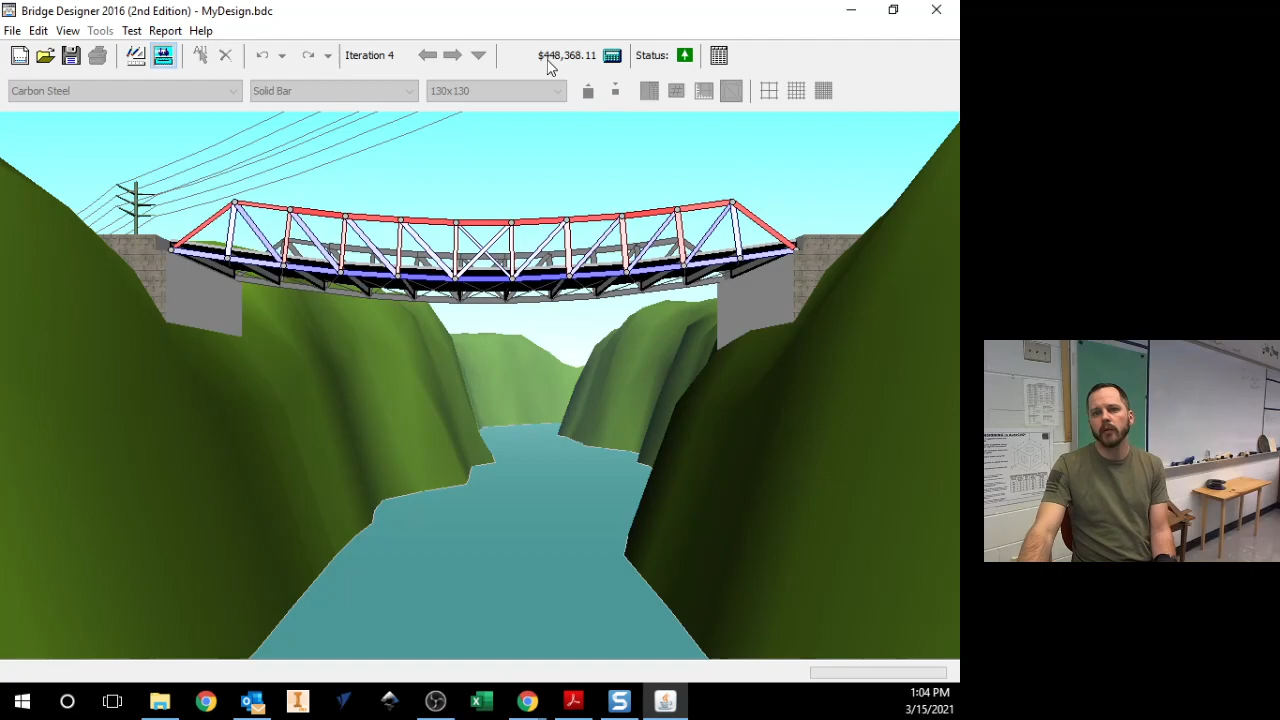 Bridge Designer 2016 (2nd Edition) - MyDesign.bdc
File Edit View Tools Test Report Help
Iteration 4 $448,368.11 Status:
Carbon Steel Solid Bar 130x130
1:04 PM
3/15/2021